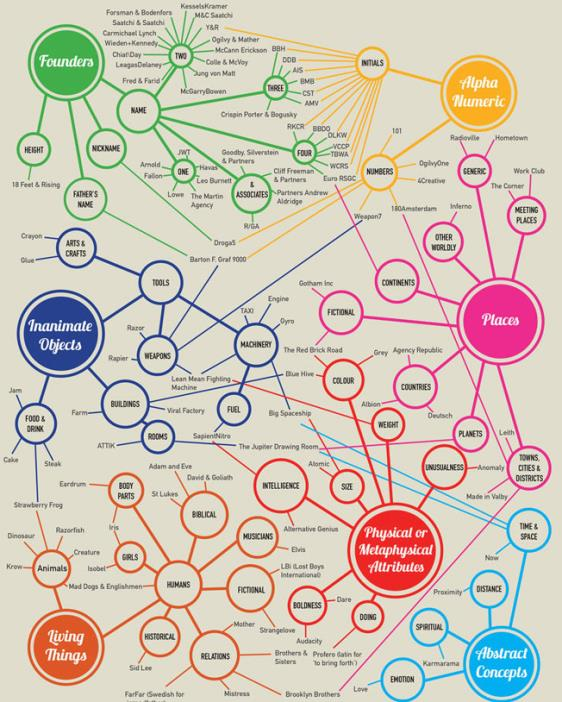 KesselsKramer
Forsman & Bodenfors
M&C Saatchi
Saatchi & Saatchi
Y&R
Carmichael Lynch
Ogilvy & Mather
Wieden+Kennedy
TWO
McCann Erickson
BBH
INITIALS
Founders
Chiat\Day
Colle & McVoy
DDB
LeagasDelaney
Jung von Matt
AIS
Fred & Farid
THREE
BMB
Alpha
Numeric
McGarryBowen
CST
NAME
AMV
Crispin Porter & Bogusky
RKCR
BBDO
101
DLKW
Radioville
Hometown
HEIGHT
NICKNAME
JWT
Goody, Silverstein
& Partners
FOUR
VCCP
TBWA
OgilvyOne
Arnold
Havas
WCRS
NUMBERS
GENERIC
Work Club
Fallon
ONE
Leo Burnett
Cliff Freeman
& Partners
Euro RSGC
4Creative
The Corner
18 Feet & Rising
FATHER'S
NAME
Lowe
The Martin
Agency
&
ASSOCIATES
Partners Andrew
Aldridge
180Amsterdam
Inferno
MEETING
PLACES
Weapon7
R/GA
Crayon
ARTS &
CRAFTS
Droga5
OTHER
WORLDLY
Glue
Barton F. Graf 9000
TOOLS
CONTINENTS
Gotham Inc
Engine
TAXI
FICTIONAL
Places
Inanimate
Objects
Razor
Gyro
MACHINERY
Rapier
WEAPONS
The Red Brick Road
Grey
Agency Republic
Lean Mean Fighting
Machine
Blue Hive
COLOUR
COUNTRIES
Jam
BUILDINGS
Farm
Viral Factory
FUEL
Big Spaceship
Albion
Deutsch
FOOD &
DRINK
WEIGHT
ROOMS
SapientNitro
PLANETS
Leith
ATTIK
The Jupiter Drawing Room
Cake
Steak
Adam and Eve
Atomic
UNUSUALNESS
Anomaly
TOWNS,
CITIES &
DISTRICTS
Eardrum
BODY
PARTS
David & Goliath
INTELLIGENCE
SIZE
St Lukes
Made in Valby
Strawberry Frog
BIBLICAL
Iris
Alternative Genius
TIME &
SPACE
Dinosaur
Razorfish
MUSICIANS
Physical or
Metaphysical
Attributes
Creature
GIRLS
Elvis
Now
Krow
Animals
Isobel
LBi (Lost Boys
International)
Mad Dogs & Englishmen
HUMANS
FICTIONAL
Dare
Proximity
DISTANCE
BOLDNESS
DOING
Mother
Strangelove
SPIRITUAL
Living
Things
HISTORICAL
Audacity
RELATIONS
Brothers &
Sisters
Prefero (latin for
'to bring forth')
Abstract
Concepts
Sid Lee
Karmarama
EMOTION
FarFar (Swedish for
Mistress
Brooklyn Brothers
Love